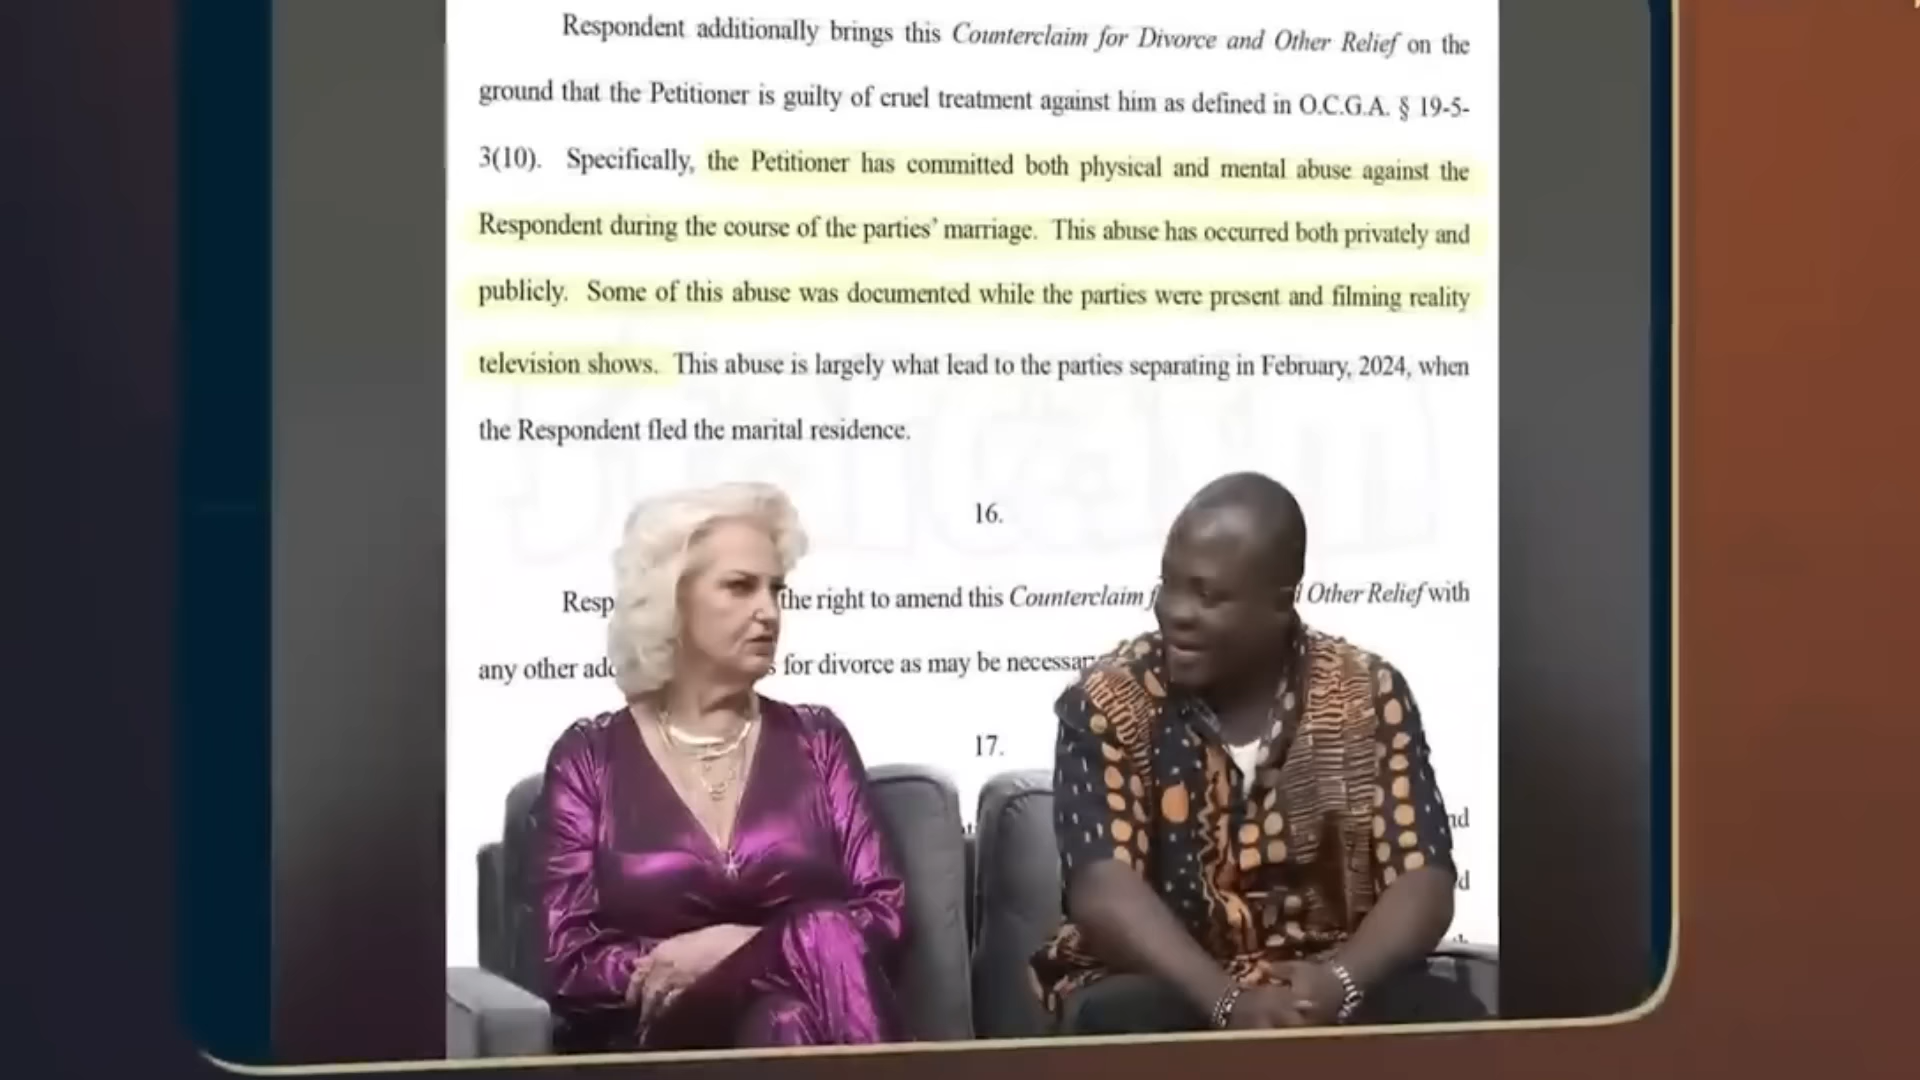 Respondent additionally brings this Counterclaim for Divorce and Other Relief on the
ground that the Petitioner is guilty of cruel treatment against him as defined in O.C.G.A. § 19-5-
3(10). Specifically, the Petitioner has committed both physical and mental abuse against the
Respondent during the course of the parties’ marriage. This abuse has occurred both privately and
publicly. Some of this abuse was documented while the parties were present and filming reality
television shows. This abuse is largely what lead to the parties separating in February, 2024, when
the Respondent fled the marital residence.
16.
Resp the right to amend this Counterclaim Other Relief with
any other for divorce as may be
17.